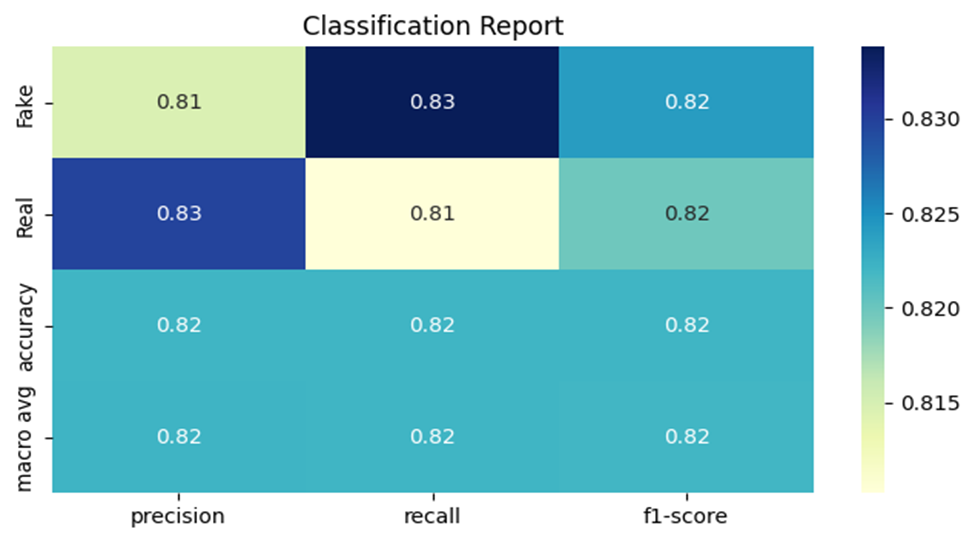 Classification Report
Fake 0.81 0.83 0.82
Real 0.83 0.81 0.82
accuracy 0.82 0.82 0.82
macro avg 0.82 0.82 0.82
precision recall f1-score
0.830
0.825
0.820
0.815